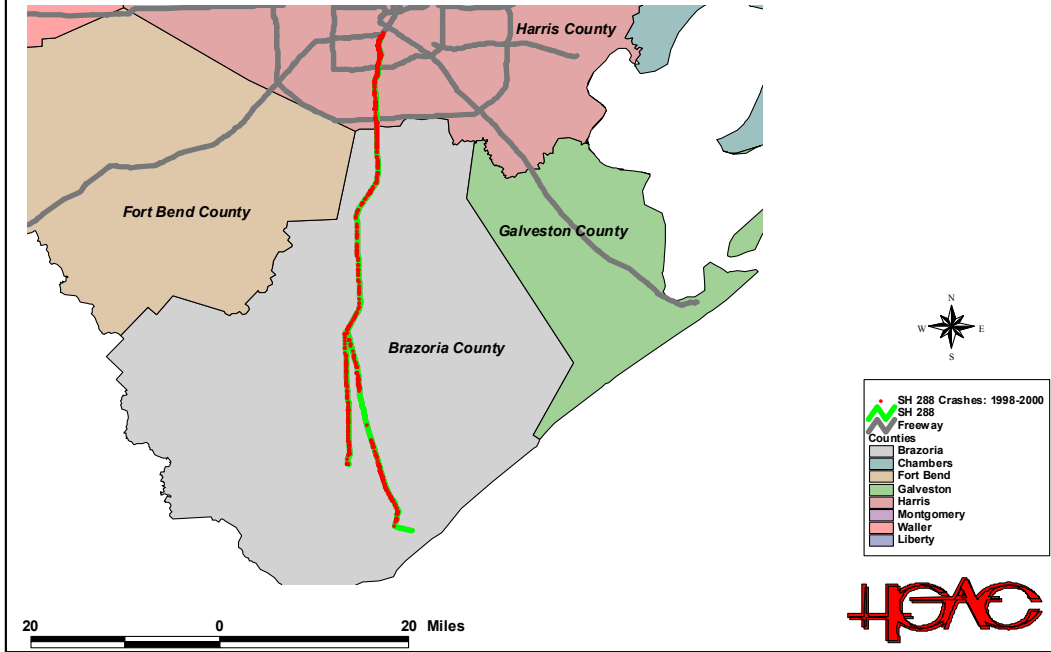 Harris County
Fort Bend County
Galveston County
Brazoria County
N
W E
S
SH 288 Crashes: 1998-2000
SH 288
Freeway
Counties
Brazoria
Chambers
Fort Bend
Galveston
Harris
Montgomery
Waller
Liberty
HGAC
20 0 20 Miles